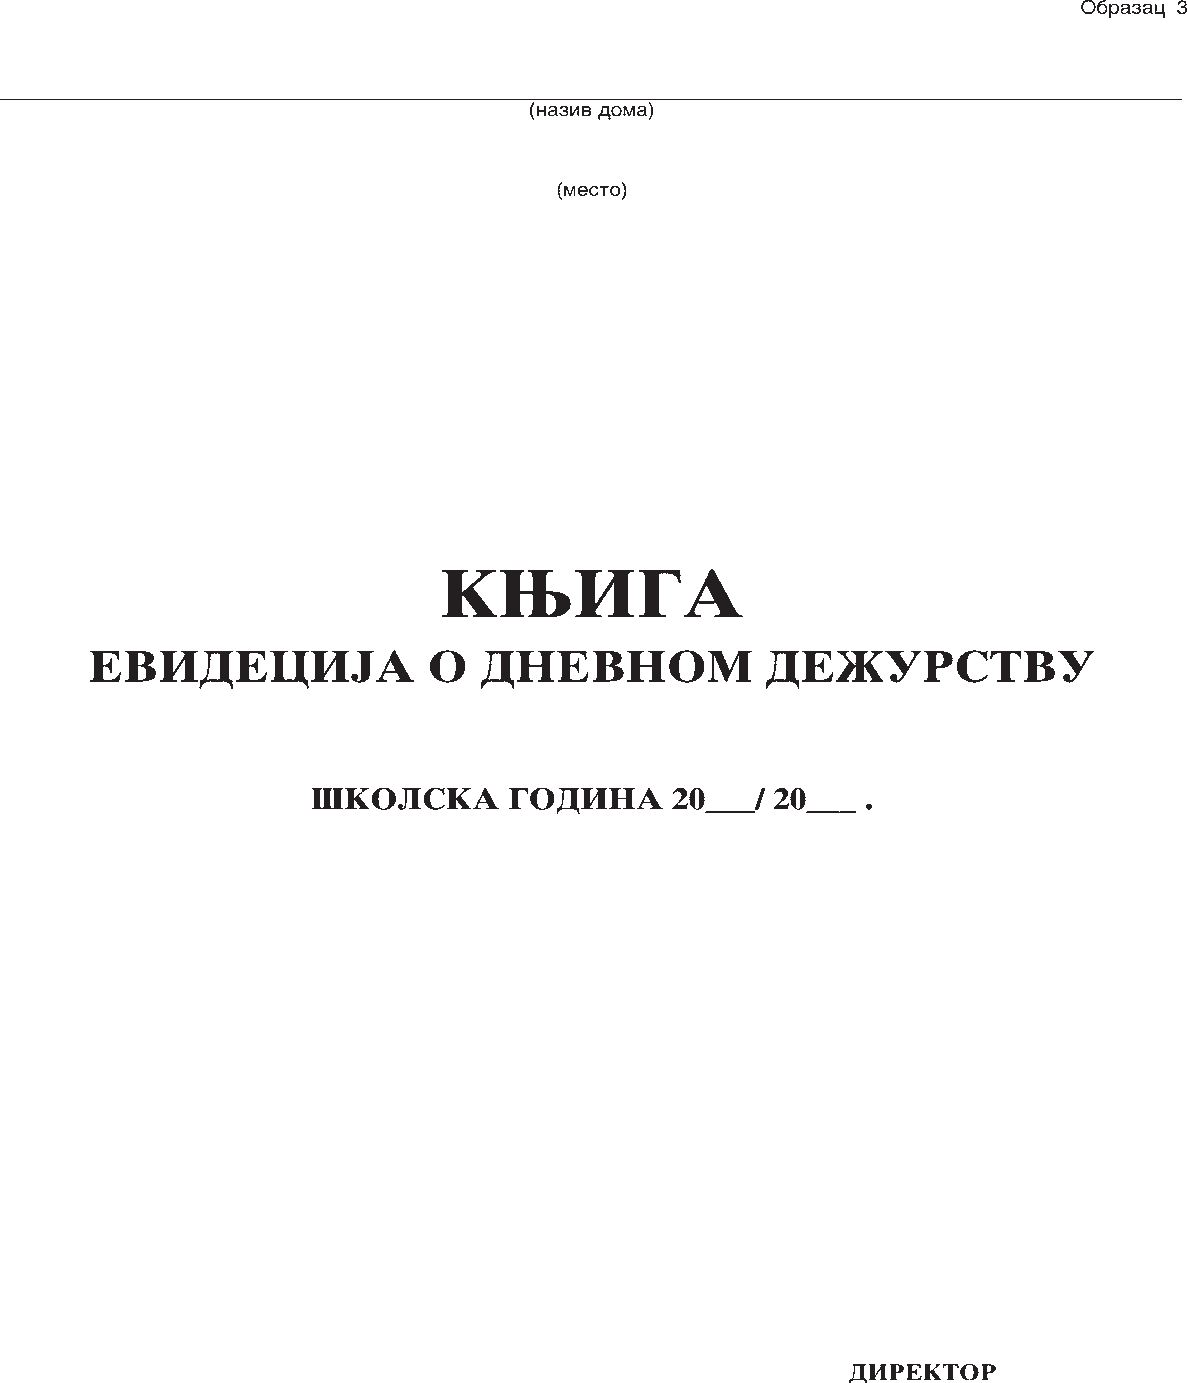 Образац 3
(назив дома)
(место)
КЊИГА
ЕВИДЕЦИЈА О ДНЕВНОМ ДЕЖУРСТВУ
ШКОЛСКА ГОДИНА 20___/ 20___ .
ДИРЕКТОР